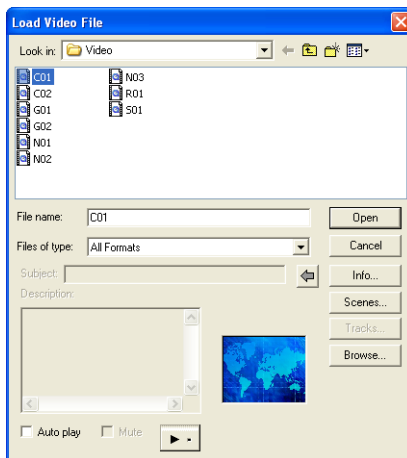 Load Video File
Look in: Video
C01
C02
G01
G02
N01
N02
N03
R01
S01
File name: C01
Open
Files of type: All Formats
Cancel
Subject:
Info...
Description:
Scenes...
Tracks...
Browse...
Auto play
Mute